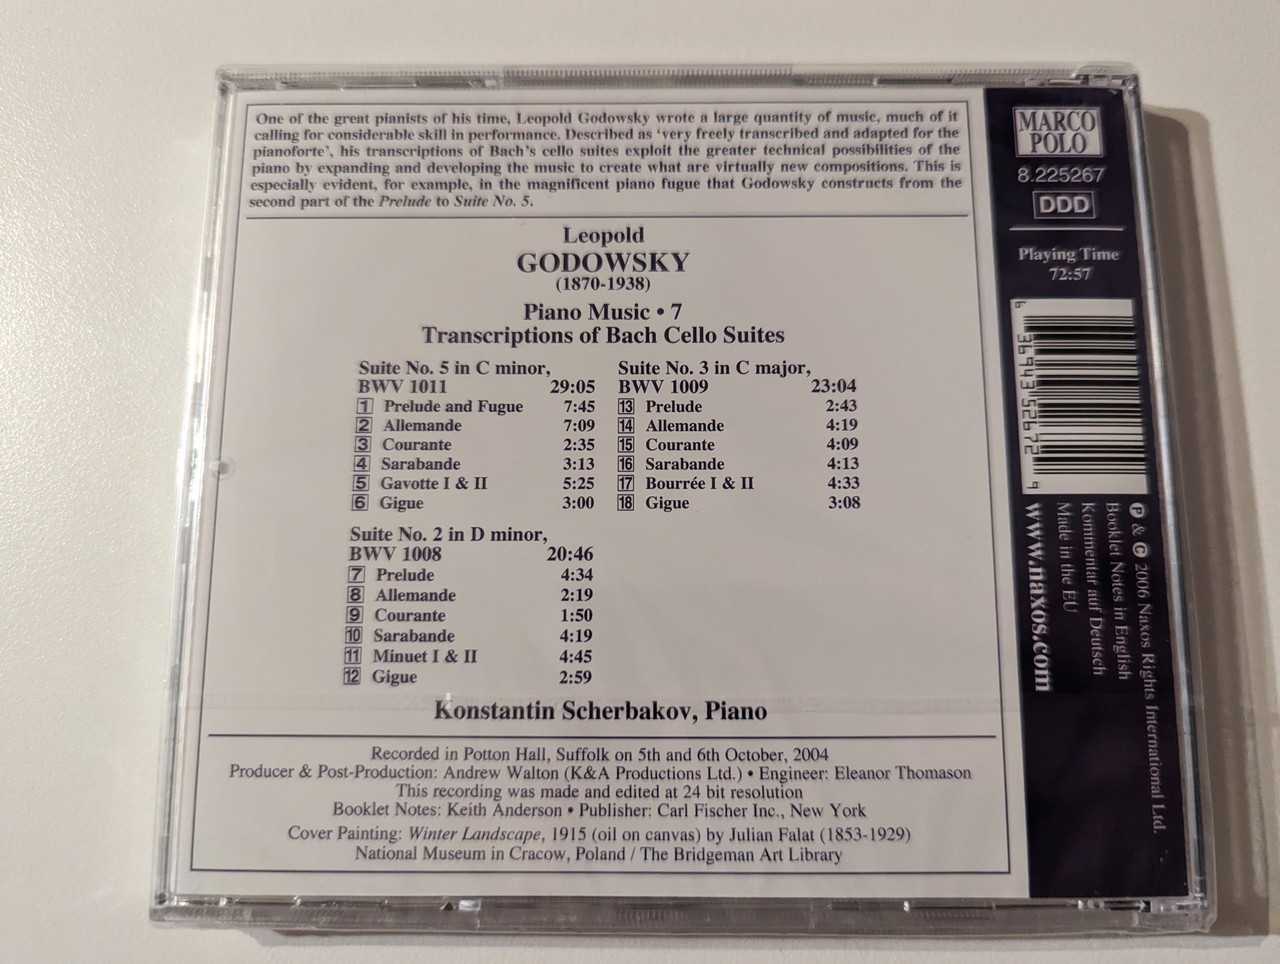 One of the great pianists of his time, Leopold Godowsky wrote a large quantity of music, much of it
calling for considerable skill in performance. Described as ‘very freely transcribed and adapted for the
pianoforte’, his transcriptions of Bach’s cello suites exploit the greater technical possibilities of the
piano by expanding and developing the music to create what are virtually new compositions. This is
especially evident, for example, in the magnificent piano fugue that Godowsky constructs from the
second part of the Prelude to Suite No. 5.
Leopold
GODOWSKY
(1870-1938)
Piano Music • 7
Transcriptions of Bach Cello Suites
Suite No. 5 in C minor,
BWV 1011 29:05
1 Prelude and Fugue 7:45
2 Allemande 7:09
3 Courante 2:35
4 Sarabande 3:13
5 Gavotte I & II 5:25
6 Gigue 3:00
Suite No. 2 in D minor,
BWV 1008 20:46
7 Prelude 4:34
8 Allemande 2:19
9 Courante 1:50
10 Sarabande 4:19
11 Minuet I & II 4:45
12 Gigue 2:59
Suite No. 3 in C major,
BWV 1009 23:04
13 Prelude 2:43
14 Allemande 4:19
15 Courante 4:09
16 Sarabande 4:13
17 Bourrée I & II 4:33
18 Gigue 3:08
Konstantin Scherbakov, Piano
Recorded in Potton Hall, Suffolk on 5th and 6th October, 2004
Producer & Post-Production: Andrew Walton (K&A Productions Ltd.) • Engineer: Eleanor Thomason
This recording was made and edited at 24 bit resolution
Booklet Notes: Keith Anderson • Publisher: Carl Fischer Inc., New York
Cover Painting: Winter Landscape, 1915 (oil on canvas) by Julian Falat (1853-1929)
National Museum in Cracow, Poland / The Bridgeman Art Library
MARCO
POLO
8.225267
DDD
Playing Time
72:57
6 36943 52672 9
℗ & © 2006 Naxos Rights International Ltd.
Booklet Notes in English
Kommentar auf Deutsch
Made in the EU
www.naxos.com